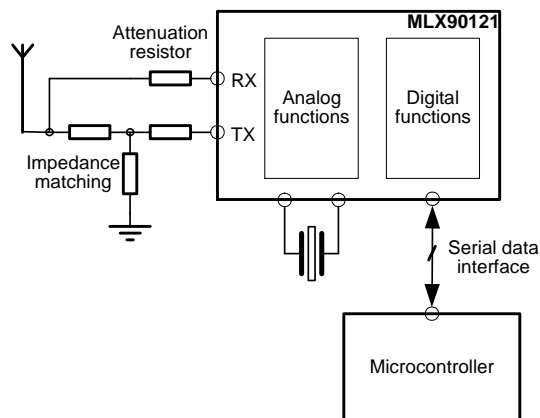 MLX90121
Attenuation
resistor
RX
TX
Analog
functions
Digital
functions
Impedance
matching
Serial data
interface
Microcontroller